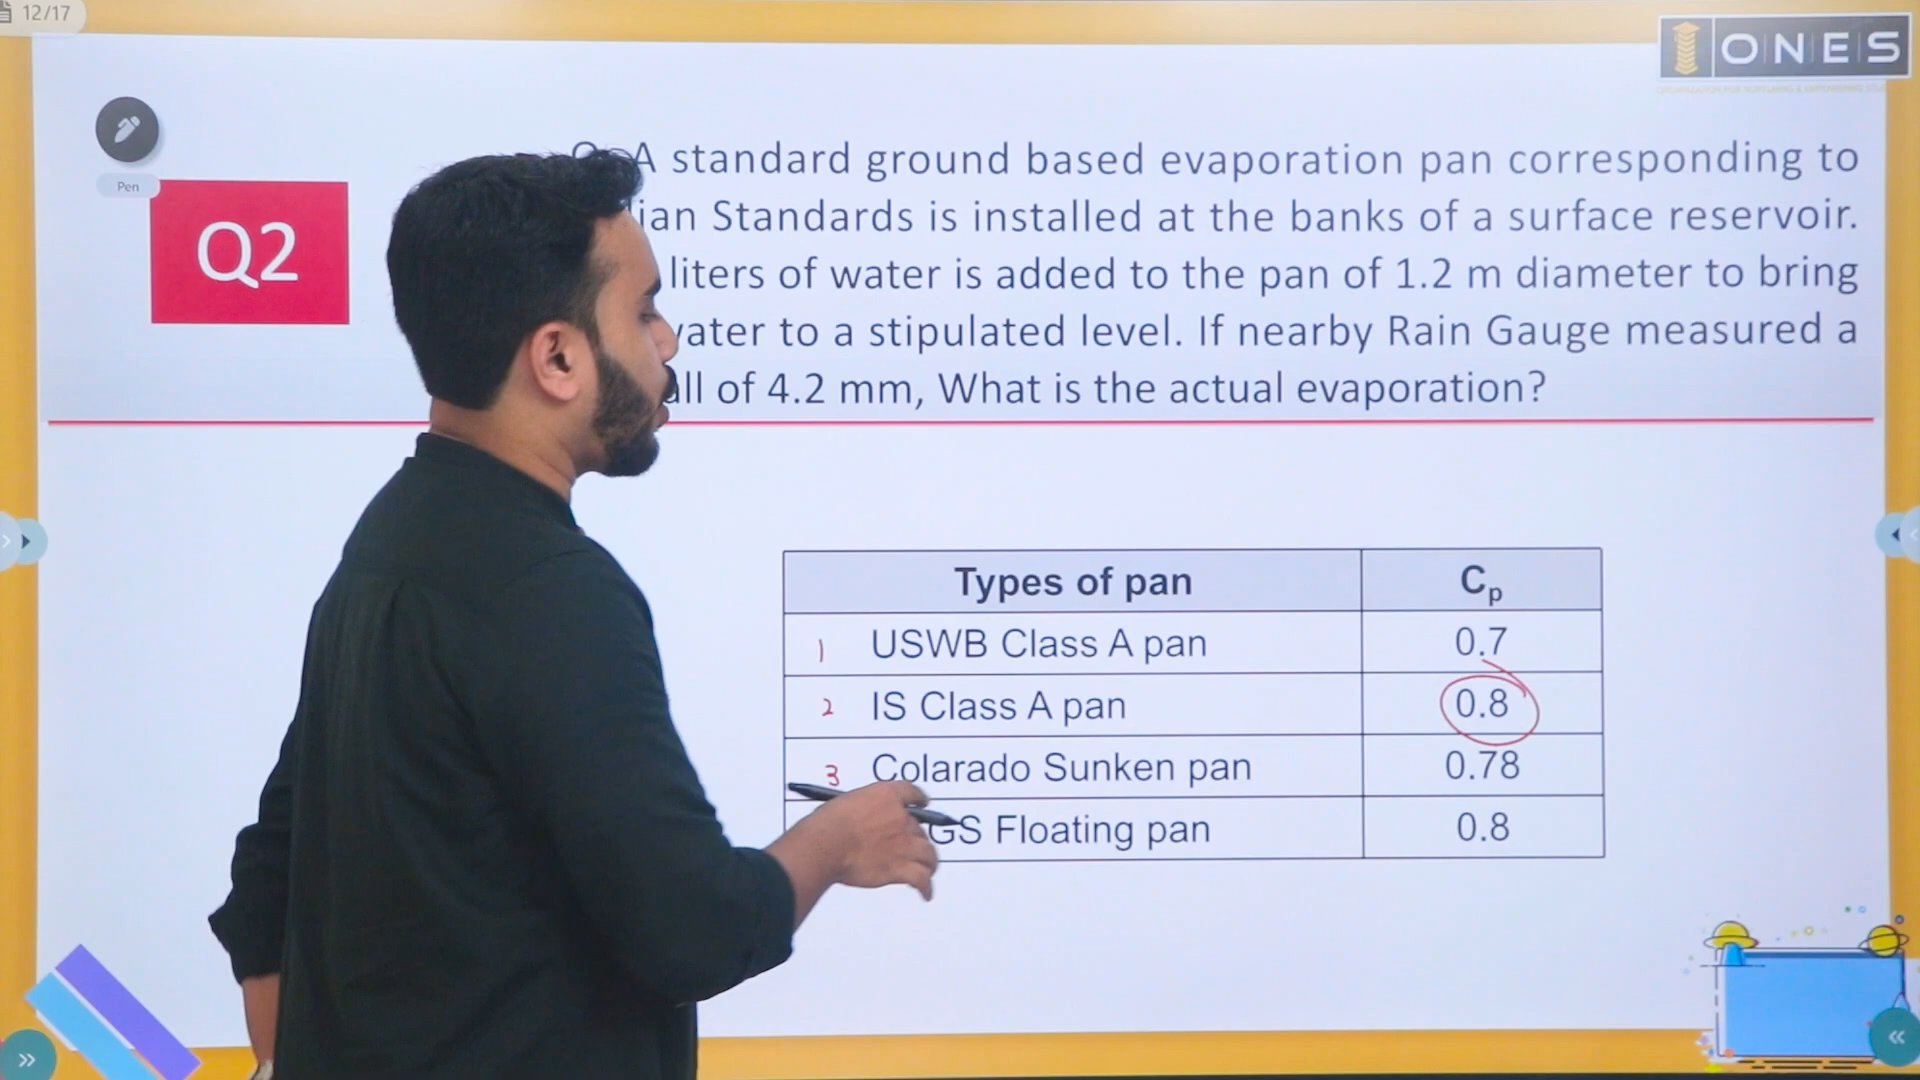 12/17
ONES
Pen
Q2
A standard ground based evaporation pan corresponding to
Standards is installed at the banks of a surface reservoir.
liters of water is added to the pan of 1.2 m diameter to bring
to a stipulated level. If nearby Rain Gauge measured a
of 4.2 mm, What is the actual evaporation?
Types of pan Cp
1 USWB Class A pan 0.7
2 IS Class A pan 0.8
3 Colarado Sunken pan 0.78
Floating pan 0.8